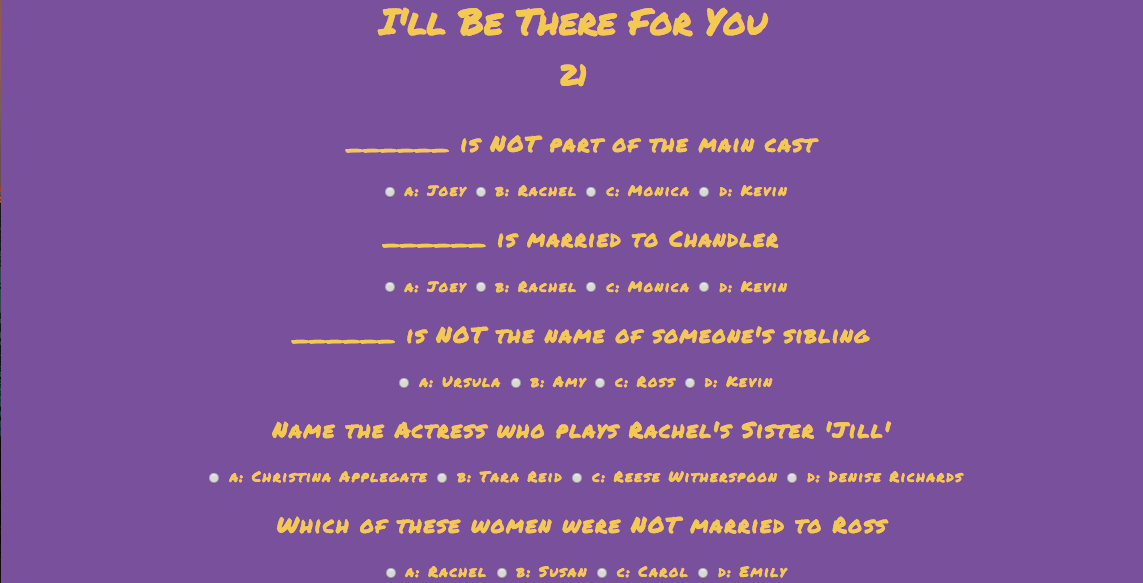 I'll Be There For You
21
________ is NOT part of the main cast
A: Joey B: Rachel C: Monica D: Kevin
________ is married to Chandler
A: Joey B: Rachel C: Monica D: Kevin
________ is NOT the name of someone's sibling
A: Ursula B: Amy C: Ross D: Kevin
Name the Actress who plays Rachel's Sister 'Jill'
A: Christina Applegate B: Tara Reid C: Reese Witherspoon D: Denise Richards
Which of these women were NOT married to Ross
A: Rachel B: Susan C: Carol D: Emily